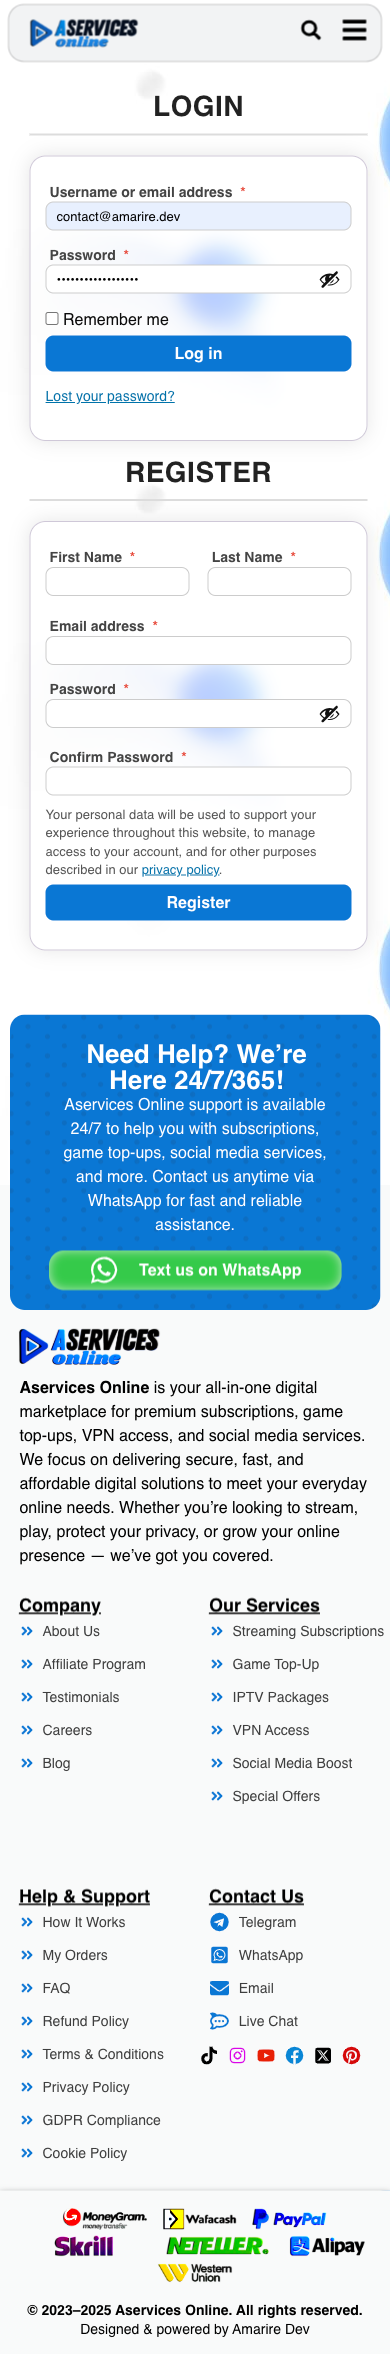 ASERVICES
online
LOGIN
Username or email address *
contact@amarire.dev
Password *
••••••••••••••••••
Remember me
Log in
Lost your password?
REGISTER
First Name * Last Name *
Email address *
Password *
Confirm Password *
Your personal data will be used to support your
experience throughout this website, to manage
access to your account, and for other purposes
described in our privacy policy.
Register
Need Help? We’re
Here 24/7/365!
Aservices Online support is available
24/7 to help you with subscriptions,
game top-ups, social media services,
and more. Contact us anytime via
WhatsApp for fast and reliable
assistance.
Text us on WhatsApp
ASERVICES
online
Aservices Online is your all-in-one digital
marketplace for premium subscriptions, game
top-ups, VPN access, and social media services.
We focus on delivering secure, fast, and
affordable digital solutions to meet your everyday
online needs. Whether you’re looking to stream,
play, protect your privacy, or grow your online
presence — we’ve got you covered.
Company
About Us
Affiliate Program
Testimonials
Careers
Blog
Our Services
Streaming Subscriptions
Game Top-Up
IPTV Packages
VPN Access
Social Media Boost
Special Offers
Help & Support
How It Works
My Orders
FAQ
Refund Policy
Terms & Conditions
Privacy Policy
GDPR Compliance
Cookie Policy
Contact Us
Telegram
WhatsApp
Email
Live Chat
MoneyGram.
money transfer
Wafacash
PayPal
Skrill
NETELLER.
Alipay
Western
Union
© 2023–2025 Aservices Online. All rights reserved.
Designed & powered by Amarire Dev